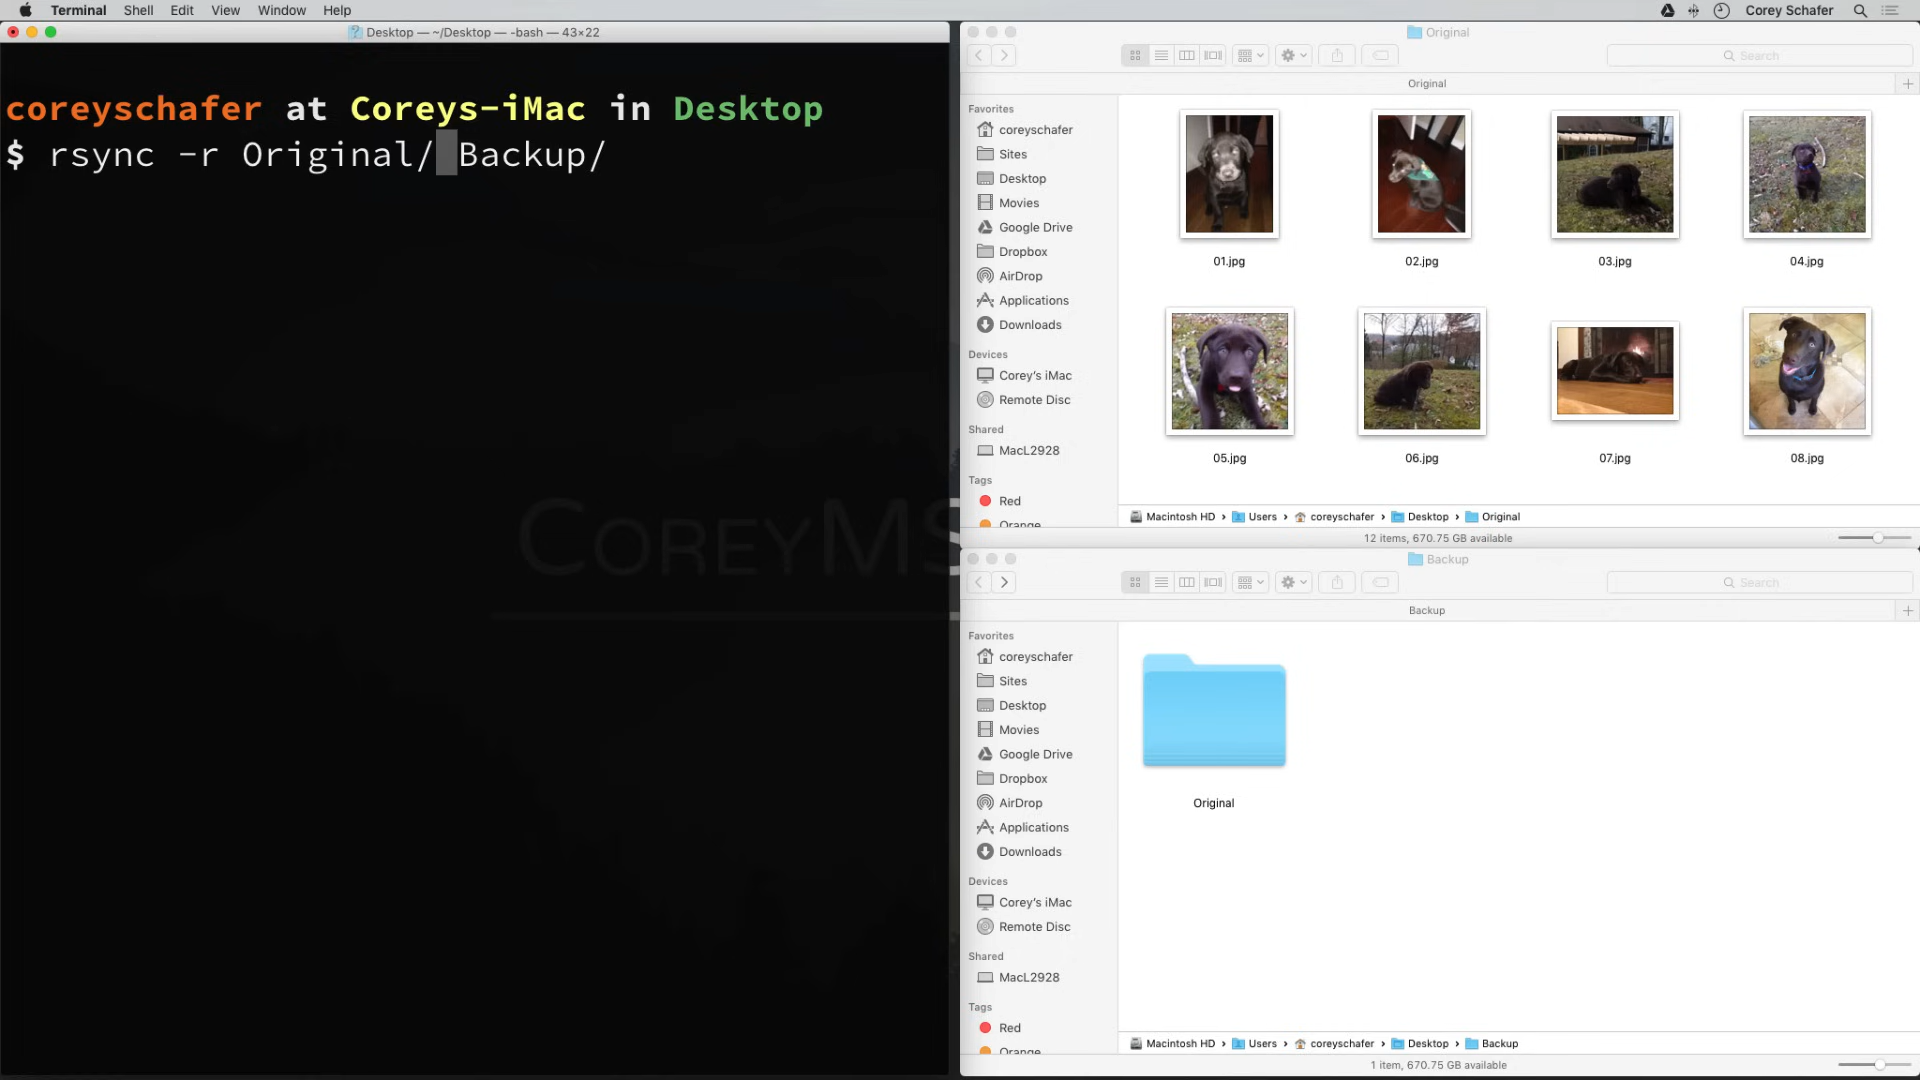 Terminal Shell Edit View Window Help Corey Schafer
Desktop — ~/Desktop — -bash — 43×22
coreyschafer at Coreys-iMac in Desktop
$ rsync -r Original/ Backup/
COREYMS
Original
Search
Original
Favorites
coreyschafer
Sites
Desktop
Movies
Google Drive
Dropbox
AirDrop
Applications
Downloads
Devices
Corey’s iMac
Remote Disc
Shared
MacL2928
Tags
Red
Orange
01.jpg 02.jpg 03.jpg 04.jpg
05.jpg 06.jpg 07.jpg 08.jpg
Macintosh HD › Users › coreyschafer › Desktop › Original
12 items, 670.75 GB available
Backup
Search
Backup
Favorites
coreyschafer
Sites
Desktop
Movies
Google Drive
Dropbox
AirDrop
Applications
Downloads
Devices
Corey’s iMac
Remote Disc
Shared
MacL2928
Tags
Red
Orange
Original
Macintosh HD › Users › coreyschafer › Desktop › Backup
1 item, 670.75 GB available